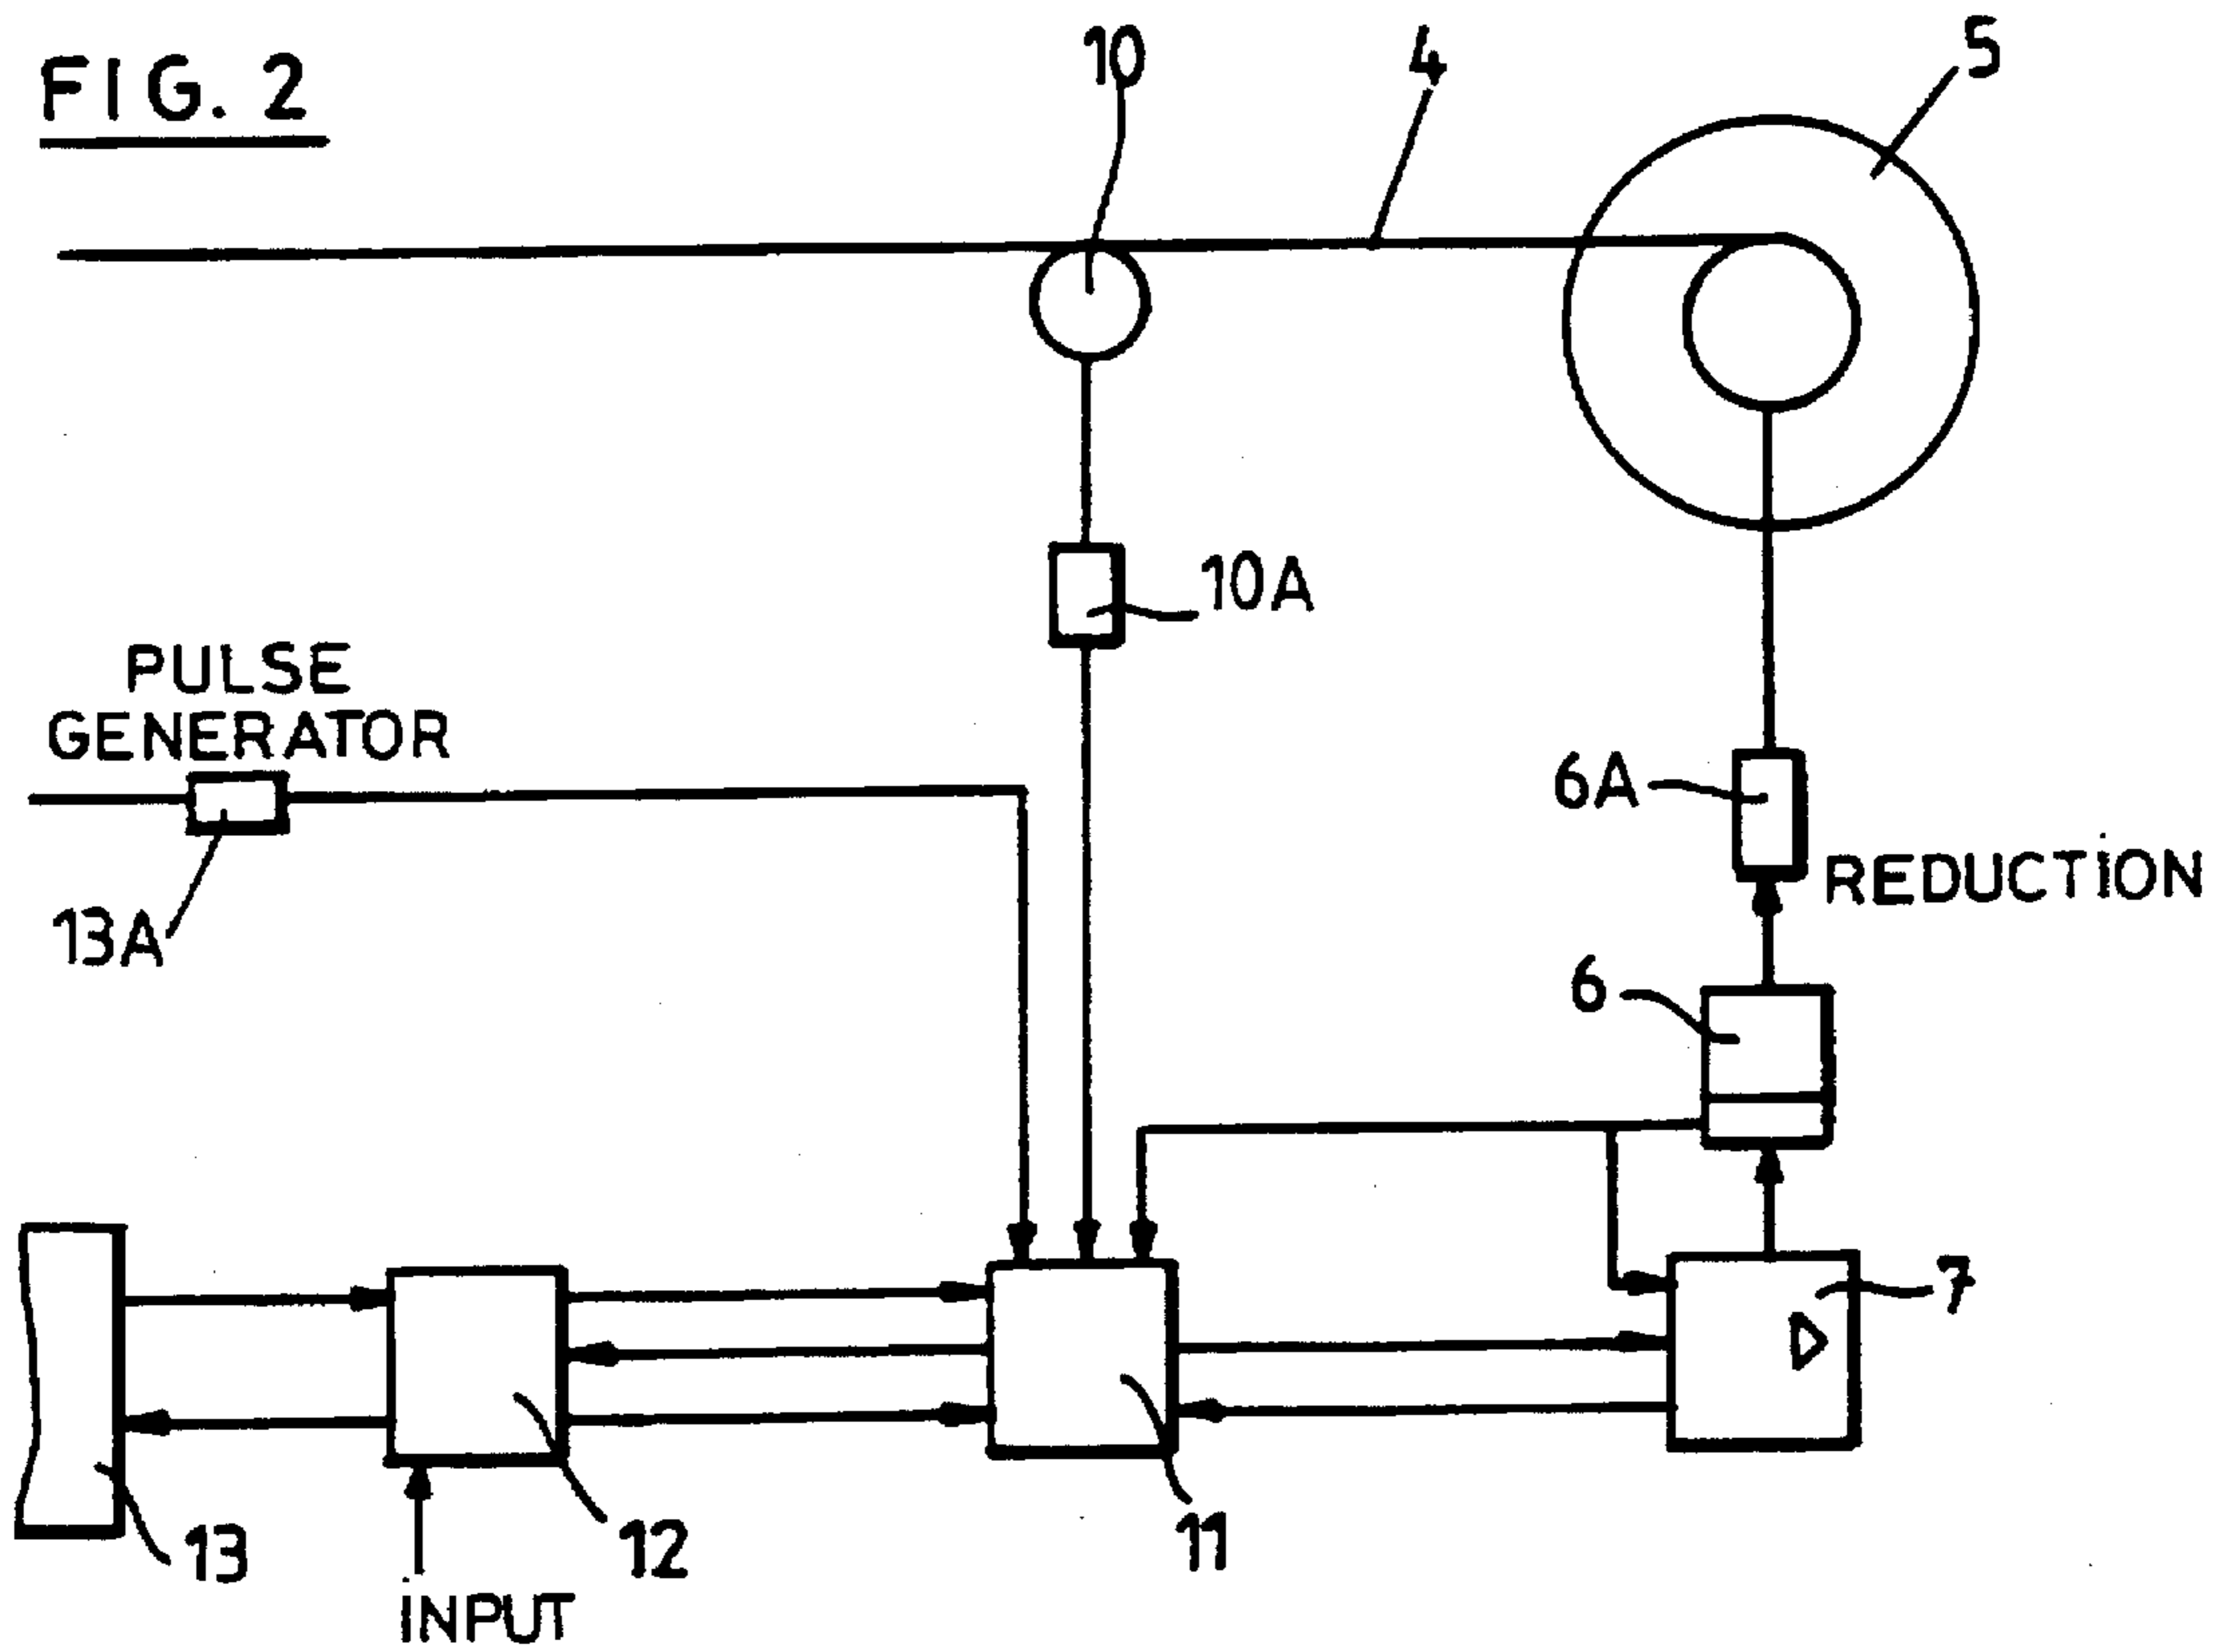 FIG. 2
10
4
5
10A
PULSE
GENERATOR
6A
REDUCTION
13A
6
7
13
12
11
INPUT